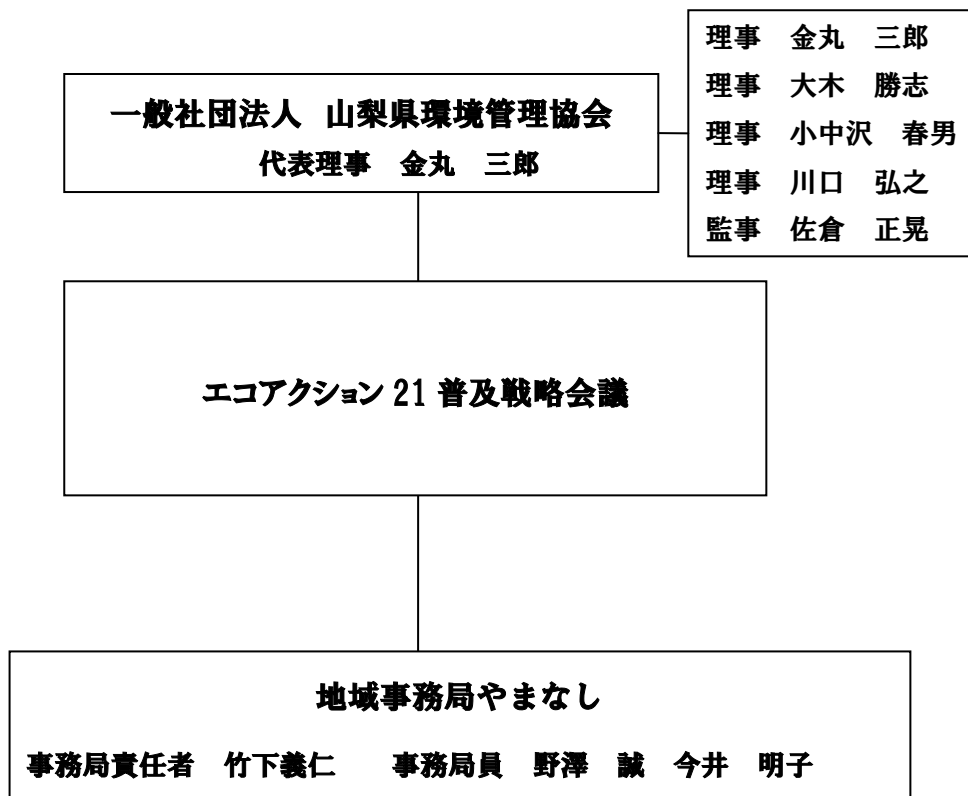 一般社団法人　山梨県環境管理協会
代表理事　金丸　三郎
理事　金丸　三郎
理事　大木　勝志
理事　小中沢　春男
理事　川口　弘之
監事　佐倉　正晃
エコアクション 21 普及戦略会議
地域事務局やまなし
事務局責任者　竹下義仁　　事務局員　野澤　誠　今井　明子